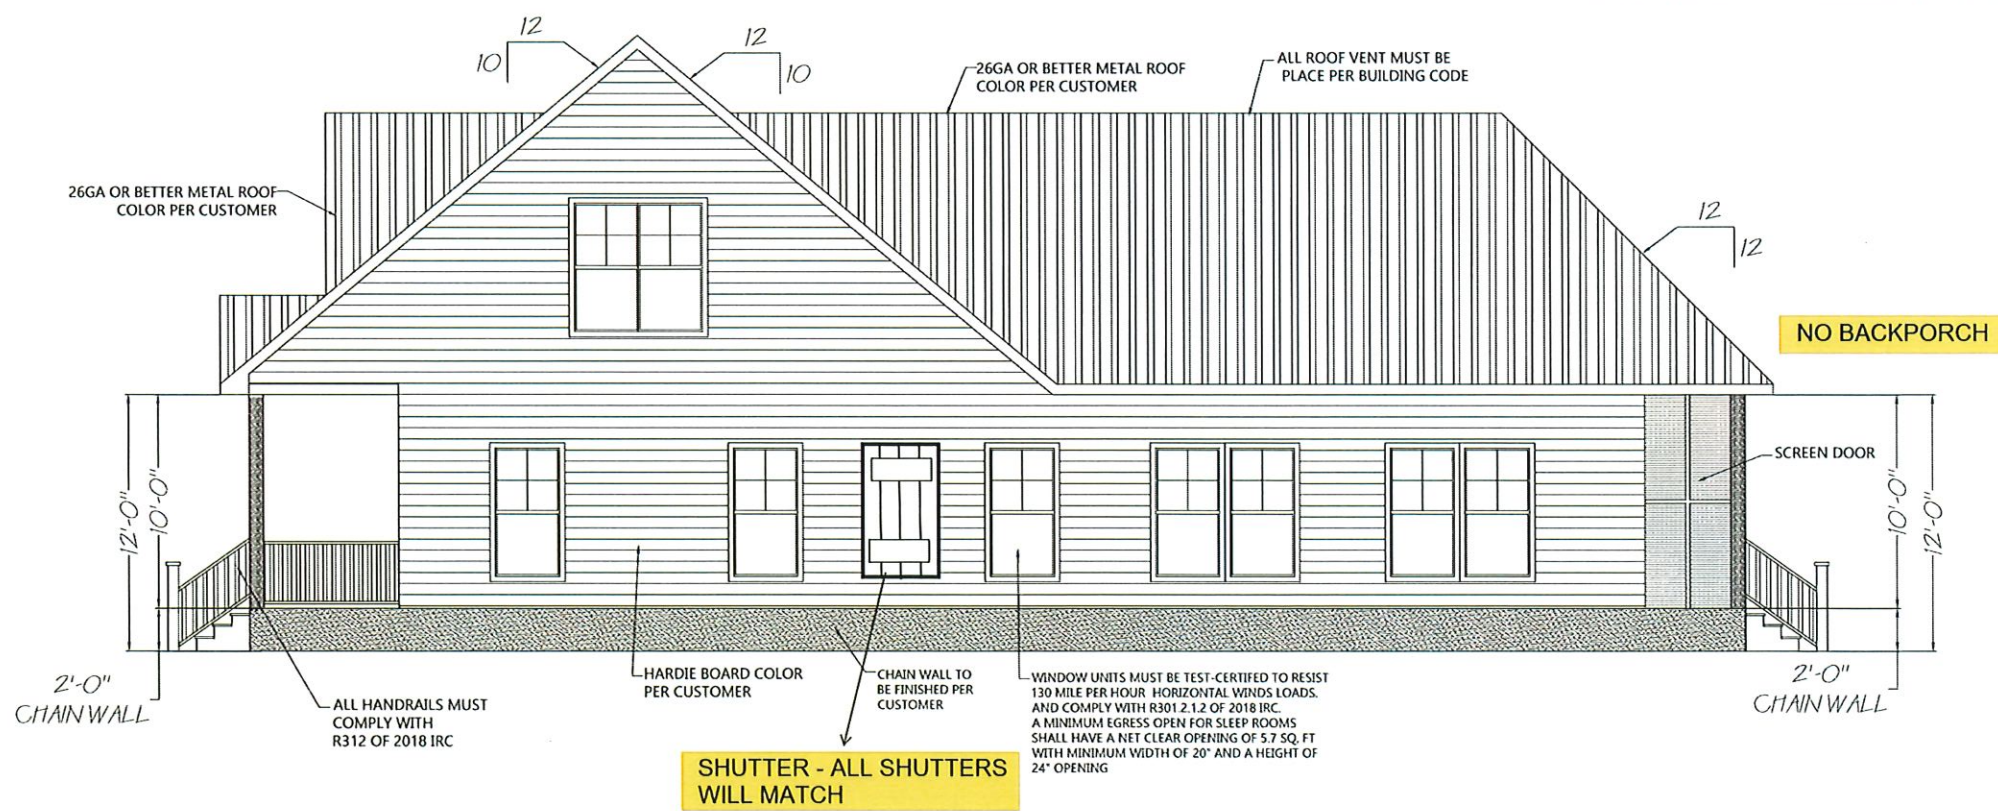 12
10
12
10
26GA OR BETTER METAL ROOF
COLOR PER CUSTOMER
ALL ROOF VENT MUST BE
PLACE PER BUILDING CODE
26GA OR BETTER METAL ROOF
COLOR PER CUSTOMER
12
12
NO BACKPORCH
SCREEN DOOR
12'-0"
10'-0"
10'-0"
12'-0"
2'-0"
CHAIN WALL
ALL HANDRAILS MUST
COMPLY WITH
R312 OF 2018 IRC
HARDIE BOARD COLOR
PER CUSTOMER
CHAIN WALL TO
BE FINISHED PER
CUSTOMER
WINDOW UNITS MUST BE TEST-CERTIFED TO RESIST
130 MILE PER HOUR HORIZONTAL WINDS LOADS.
AND COMPLY WITH R301.2.1.2 OF 2018 IRC.
A MINIMUM EGRESS OPEN FOR SLEEP ROOMS
SHALL HAVE A NET CLEAR OPENING OF 5.7 SQ. FT
WITH MINIMUM WIDTH OF 20" AND A HEIGHT OF
24" OPENING
2'-0"
CHAIN WALL
SHUTTER - ALL SHUTTERS
WILL MATCH